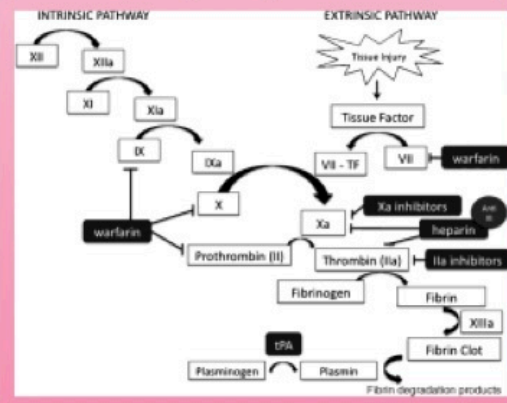 INTRINSIC PATHWAY
EXTRINSIC PATHWAY
XII
XIIa
Tissue Injury
XI
XIa
Tissue Factor
IX
IXa
VII - TF
VII
warfarin
X
Xa
Xa inhibitors
Anti III
heparin
warfarin
Prothrombin (II)
Thrombin (IIa)
IIa inhibitors
Fibrinogen
Fibrin
XIIIa
tPA
Fibrin Clot
Plasminogen
Plasmin
Fibrin degradation products